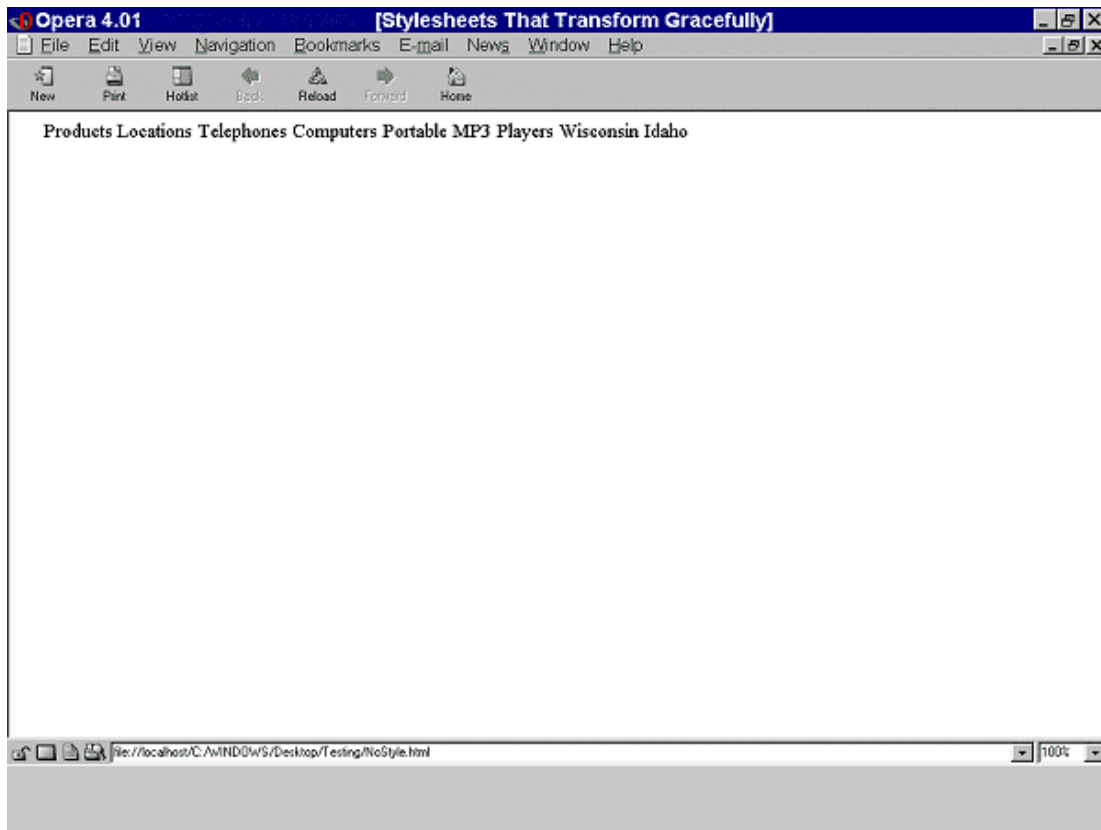 Opera 4.01 [Stylesheets That Transform Gracefully]
File Edit View Navigation Bookmarks E-mail News Window Help
New Print Hotlist Back Reload Forward Home
Products Locations Telephones Computers Portable MP3 Players Wisconsin Idaho
file://localhost/C:/WINDOWS/Desktop/Testing/NoStyle.html 100%